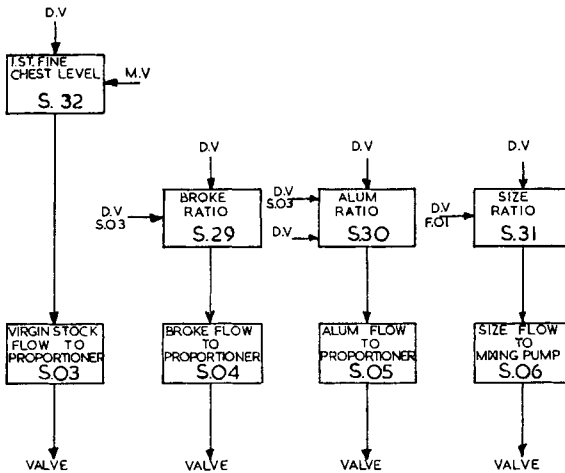 D.V
I.ST. FINE
CHEST LEVEL
S. 32
M.V
D.V
D.V
D.V
D.V
S.03
BROKE
RATIO
S.29
D.V
S.03
D.V
ALUM
RATIO
S.30
D.V
F.01
SIZE
RATIO
S.31
VIRGIN STOCK
FLOW TO
PROPORTIONER
S.03
BROKE FLOW
TO
PROPORTIONER
S.04
ALUM FLOW
TO
PROPORTIONER
S.05
SIZE FLOW
TO
MIXING PUMP
S.06
VALVE
VALVE
VALVE
VALVE